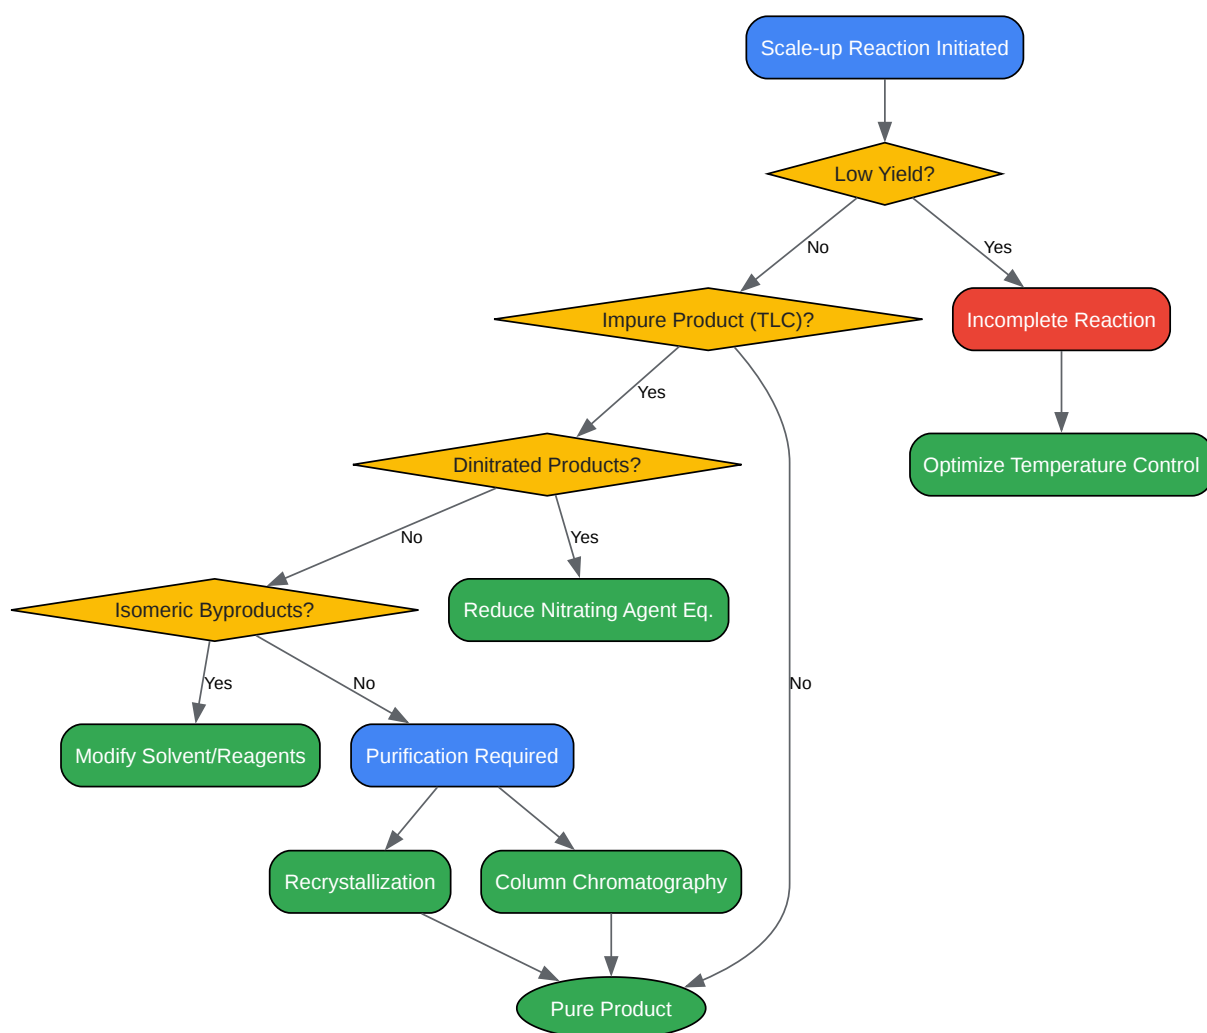 Scale-up Reaction Initiated
Low Yield?
No
Yes
Impure Product (TLC)?
Incomplete Reaction
Yes
Dinitrated Products?
Optimize Temperature Control
No
Yes
Isomeric Byproducts?
Reduce Nitrating Agent Eq.
Yes
No
No
Modify Solvent/Reagents
Purification Required
Recrystallization
Column Chromatography
Pure Product